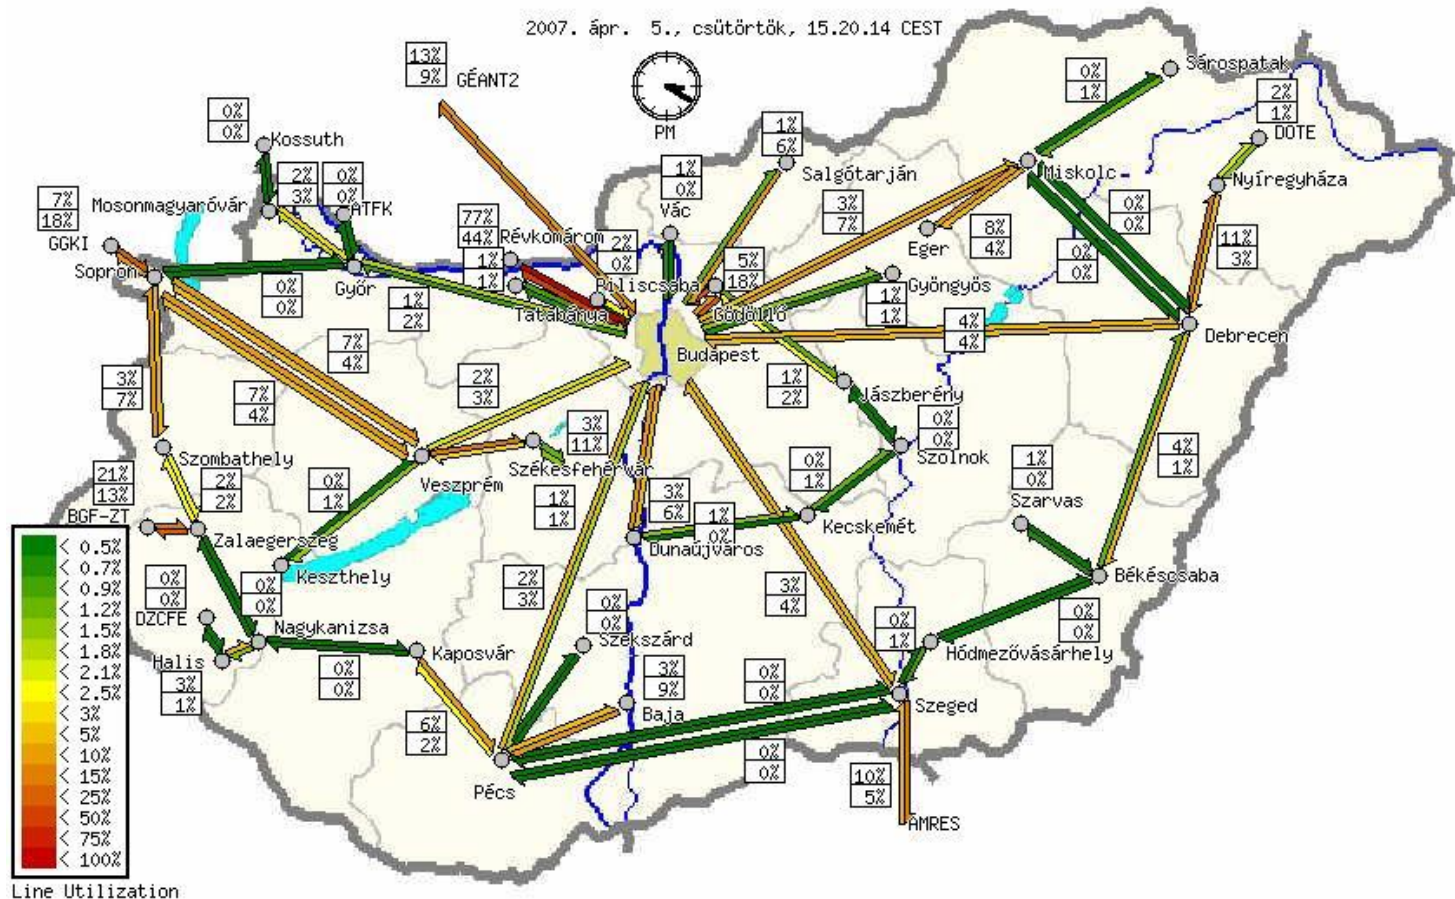 2007. ápr. 5., csütörtök, 15.20.14 CEST
PM
13%
9%
GÉANT2
0%
0%
Kossuth
2%
3%
0%
0%
ATFK
Mosonmagyaróvár
7%
18%
GGKI
Sopron
0%
0%
Győr
77%
44%
Révkomárom
1%
1%
Tatabánya
2%
0%
Piliscsaba
1%
0%
Vác
1%
6%
Salgótarján
5%
18%
Gödöllő
3%
7%
Eger
8%
4%
Miskolc
0%
1%
Sárospatak
2%
1%
DOTE
Nyíregyháza
0%
0%
0%
0%
11%
3%
Gyöngyös
1%
1%
4%
4%
Debrecen
Budapest
1%
2%
7%
4%
7%
4%
2%
3%
3%
7%
1%
2%
Jászberény
0%
0%
Szolnok
3%
11%
Székesfehérvár
1%
1%
Szombathely
Veszprém
0%
1%
21%
13%
BGF-ZT
2%
2%
Zalaegerszeg
Keszthely
3%
6%
1%
0%
Dunaújváros
0%
1%
Kecskemét
1%
0%
Szarvas
4%
1%
Békéscsaba
0%
0%
DZCFE
0%
0%
Nagykanizsa
Halis
3%
1%
0%
0%
Kaposvár
6%
2%
2%
3%
0%
0%
Szekszárd
3%
9%
Baja
3%
4%
0%
1%
0%
0%
Hódmezővásárhely
0%
0%
Szeged
0%
0%
Pécs
10%
5%
AMRES
< 0.5%
< 0.7%
< 0.9%
< 1.2%
< 1.5%
< 1.8%
< 2.1%
< 2.5%
< 3%
< 5%
< 10%
< 15%
< 25%
< 50%
< 75%
< 100%
Line Utilization